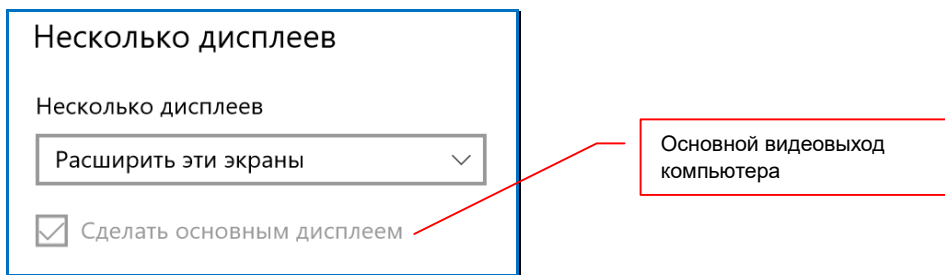 Несколько дисплеев
Несколько дисплеев
Расширить эти экраны
Сделать основным дисплеем
Основной видеовыход
компьютера